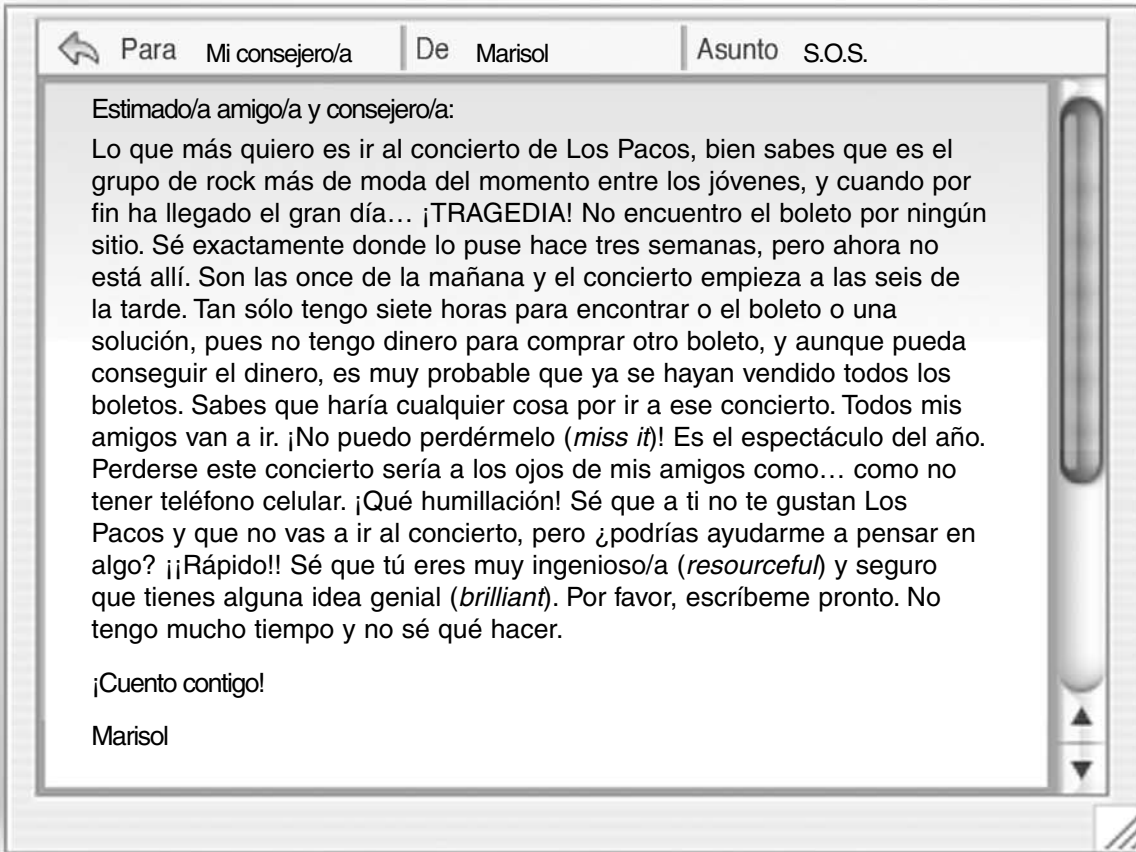 Para Mi consejero/a De Marisol Asunto S.O.S.
Estimado/a amigo/a y consejero/a:
Lo que más quiero es ir al concierto de Los Pacos, bien sabes que es el
grupo de rock más de moda del momento entre los jóvenes, y cuando por
fin ha llegado el gran día… ¡TRAGEDIA! No encuentro el boleto por ningún
sitio. Sé exactamente donde lo puse hace tres semanas, pero ahora no
está allí. Son las once de la mañana y el concierto empieza a las seis de
la tarde. Tan sólo tengo siete horas para encontrar o el boleto o una
solución, pues no tengo dinero para comprar otro boleto, y aunque pueda
conseguir el dinero, es muy probable que ya se hayan vendido todos los
boletos. Sabes que haría cualquier cosa por ir a ese concierto. Todos mis
amigos van a ir. ¡No puedo perdérmelo (miss it)! Es el espectáculo del año.
Perderse este concierto sería a los ojos de mis amigos como… como no
tener teléfono celular. ¡Qué humillación! Sé que a ti no te gustan Los
Pacos y que no vas a ir al concierto, pero ¿podrías ayudarme a pensar en
algo? ¡¡Rápido!! Sé que tú eres muy ingenioso/a (resourceful) y seguro
que tienes alguna idea genial (brilliant). Por favor, escríbeme pronto. No
tengo mucho tiempo y no sé qué hacer.
¡Cuento contigo!
Marisol